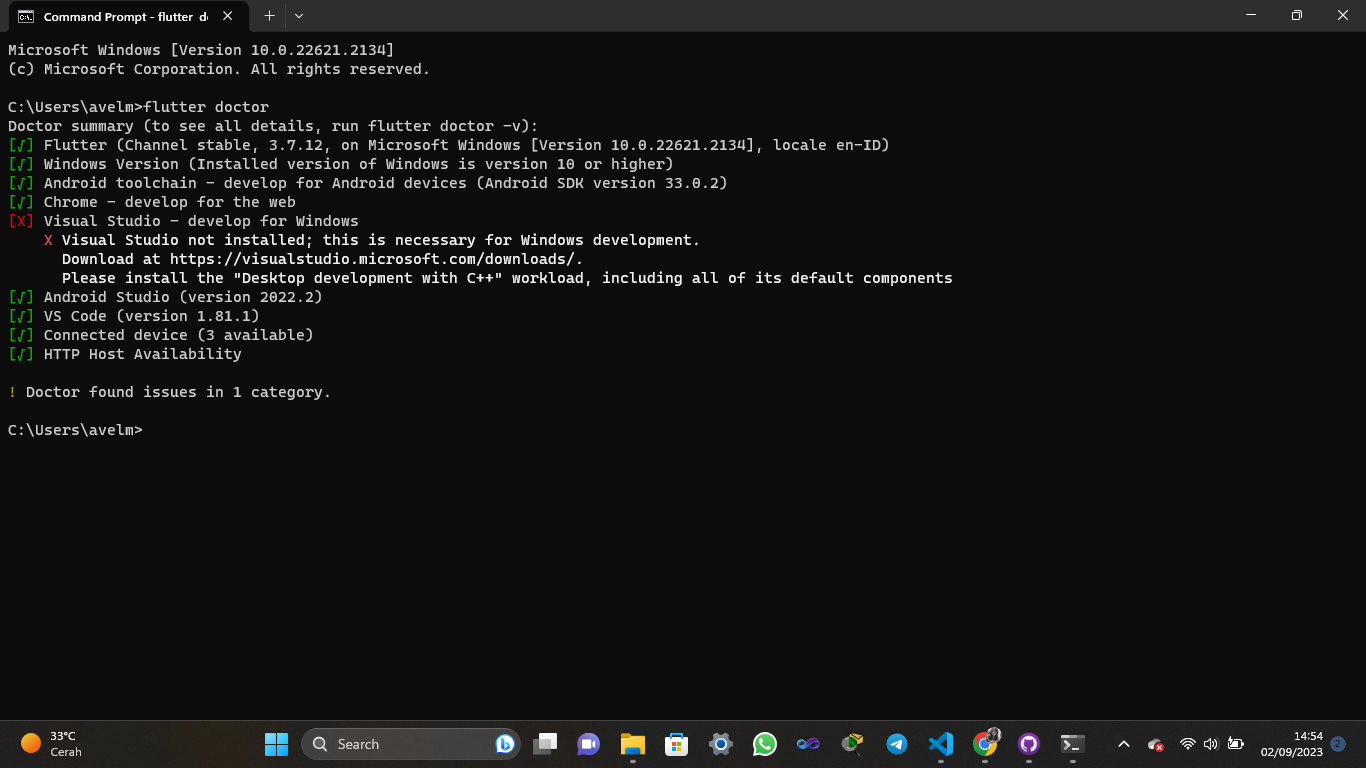 Command Prompt - flutter d
Microsoft Windows [Version 10.0.22621.2134]
(c) Microsoft Corporation. All rights reserved.
C:\Users\avelm>flutter doctor
Doctor summary (to see all details, run flutter doctor -v):
[√] Flutter (Channel stable, 3.7.12, on Microsoft Windows [Version 10.0.22621.2134], locale en-ID)
[√] Windows Version (Installed version of Windows is version 10 or higher)
[√] Android toolchain - develop for Android devices (Android SDK version 33.0.2)
[√] Chrome - develop for the web
[X] Visual Studio - develop for Windows
X Visual Studio not installed; this is necessary for Windows development.
Download at https://visualstudio.microsoft.com/downloads/.
Please install the "Desktop development with C++" workload, including all of its default components
[√] Android Studio (version 2022.2)
[√] VS Code (version 1.81.1)
[√] Connected device (3 available)
[√] HTTP Host Availability
! Doctor found issues in 1 category.
C:\Users\avelm>
33°C
Cerah
Search
14:54
02/09/2023
2